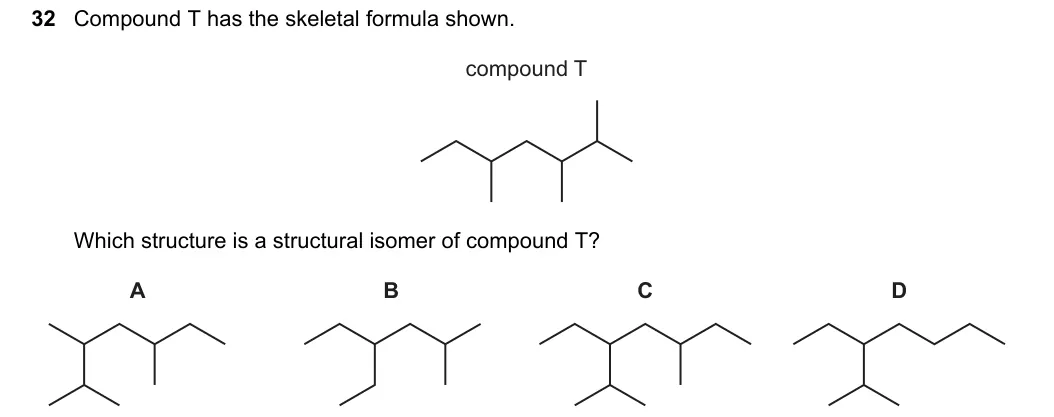 32 Compound T has the skeletal formula shown.
compound T
Which structure is a structural isomer of compound T?
A B C D